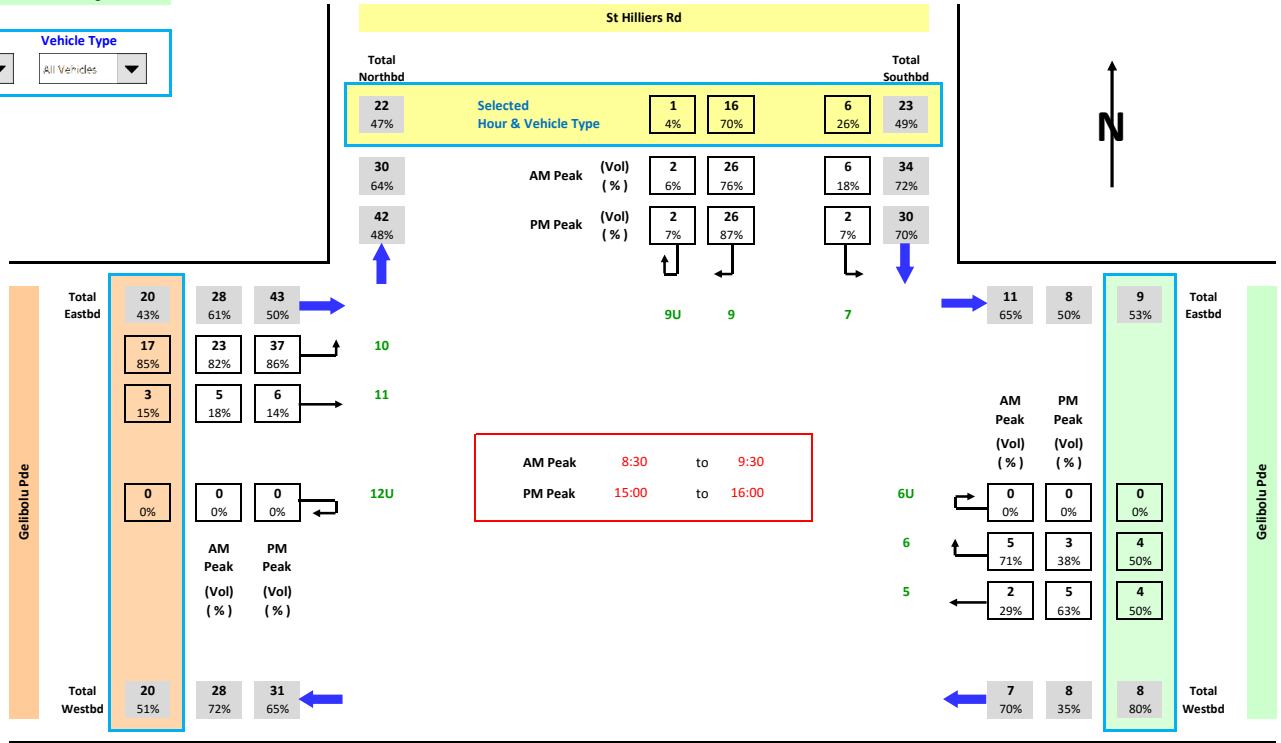 St Hilliers Rd
Vehicle Type
All Vehicles
Total Northbd
Total Southbd
22 47%
Selected Hour & Vehicle Type
1 4%
16 70%
6 26%
23 49%
30 64%
AM Peak (Vol) ( % )
2 6%
26 76%
6 18%
34 72%
42 48%
PM Peak (Vol) ( % )
2 7%
26 87%
2 7%
30 70%
9U 9 7
Total Eastbd
20 43%
28 61%
43 50%
17 85%
23 82%
37 86%
10
3 15%
5 18%
6 14%
11
Gelibolu Pde
0 0%
0 0%
0 0%
12U
AM Peak (Vol) ( % )
PM Peak (Vol) ( % )
Total Westbd
20 51%
28 72%
31 65%
AM Peak 8:30 to 9:30
PM Peak 15:00 to 16:00
N
11 65%
8 50%
9 53%
Total Eastbd
AM Peak (Vol) ( % )
PM Peak (Vol) ( % )
6U
0 0%
0 0%
0 0%
6
5 71%
3 38%
4 50%
5
2 29%
5 63%
4 50%
Gelibolu Pde
7 70%
8 35%
8 80%
Total Westbd